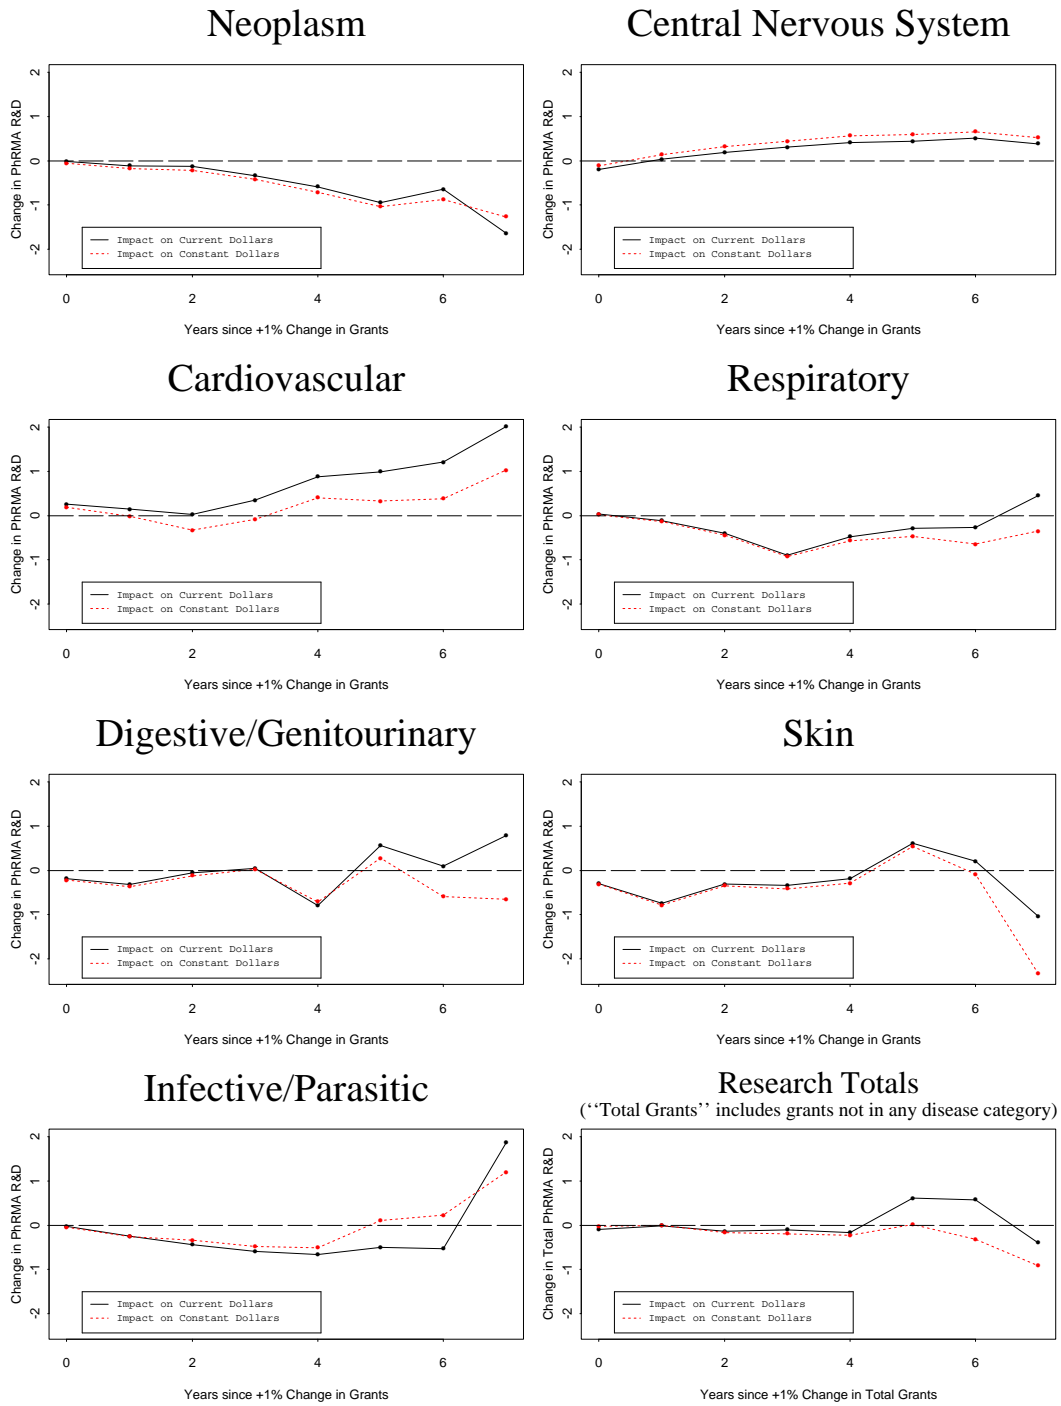 Neoplasm
Change in PhRMA R&D
2
1
0
-1
-2
Impact on Current Dollars
Impact on Constant Dollars
0 2 4 6
Years since +1% Change in Grants
Central Nervous System
Change in PhRMA R&D
2
1
0
-1
-2
Impact on Current Dollars
Impact on Constant Dollars
0 2 4 6
Years since +1% Change in Grants
Cardiovascular
Change in PhRMA R&D
2
1
0
-1
-2
Impact on Current Dollars
Impact on Constant Dollars
0 2 4 6
Years since +1% Change in Grants
Respiratory
Change in PhRMA R&D
2
1
0
-1
-2
Impact on Current Dollars
Impact on Constant Dollars
0 2 4 6
Years since +1% Change in Grants
Digestive/Genitourinary
Change in PhRMA R&D
2
1
0
-1
-2
Impact on Current Dollars
Impact on Constant Dollars
0 2 4 6
Years since +1% Change in Grants
Skin
Change in PhRMA R&D
2
1
0
-1
-2
Impact on Current Dollars
Impact on Constant Dollars
0 2 4 6
Years since +1% Change in Grants
Infective/Parasitic
Change in PhRMA R&D
2
1
0
-1
-2
Impact on Current Dollars
Impact on Constant Dollars
0 2 4 6
Years since +1% Change in Grants
Research Totals
(‘‘Total Grants’’ includes grants not in any disease category)
Change in Total PhRMA R&D
2
1
0
-1
-2
Impact on Current Dollars
Impact on Constant Dollars
0 2 4 6
Years since +1% Change in Total Grants